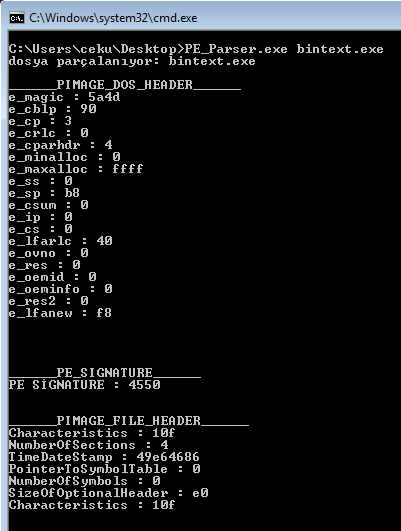 C:\Windows\system32\cmd.exe
C:\Users\ceku\Desktop>PE_Parser.exe bintext.exe
dosya parçalanıyor: bintext.exe
______PIMAGE_DOS_HEADER______
e_magic : 5a4d
e_cblp : 90
e_cp : 3
e_crlc : 0
e_cparhdr : 4
e_minalloc : 0
e_maxalloc : ffff
e_ss : 0
e_sp : b8
e_csum : 0
e_ip : 0
e_cs : 0
e_lfarlc : 40
e_ovno : 0
e_res : 0
e_oemid : 0
e_oeminfo : 0
e_res2 : 0
e_lfanew : f8
______PE_SIGNATURE______
PE SIGNATURE : 4550
______PIMAGE_FILE_HEADER______
Characteristics : 10f
NumberOfSections : 4
TimeDateStamp : 49e64686
PointerToSymbolTable : 0
NumberOfSymbols : 0
SizeOfOptionalHeader : e0
Characteristics : 10f